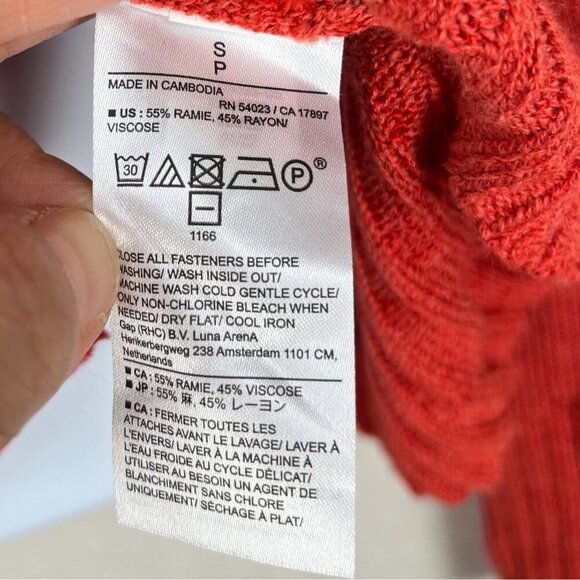 S
P
MADE IN CAMBODIA
RN 54023 / CA 17897
■ US : 55% RAMIE, 45% RAYON/
VISCOSE
30 P ®
1166
CLOSE ALL FASTENERS BEFORE
WASHING/ WASH INSIDE OUT/
MACHINE WASH COLD GENTLE CYCLE/
ONLY NON-CHLORINE BLEACH WHEN
NEEDED/ DRY FLAT/ COOL IRON
Gap (RHC) B.V. Luna ArenA
Herikerbergweg 238 Amsterdam 1101 CM,
Netherlands
■ CA : 55% RAMIE, 45% VISCOSE
■ JP : 55% 麻, 45% レーヨン
■ CA : FERMER TOUTES LES
ATTACHES AVANT LE LAVAGE/ LAVER À
L'ENVERS/ LAVER À LA MACHINE À
L'EAU FROIDE AU CYCLE DÉLICAT/
UTILISER AU BESOIN UN AGENT DE
BLANCHIMENT SANS CHLORE
UNIQUEMENT/ SÉCHAGE À PLAT/